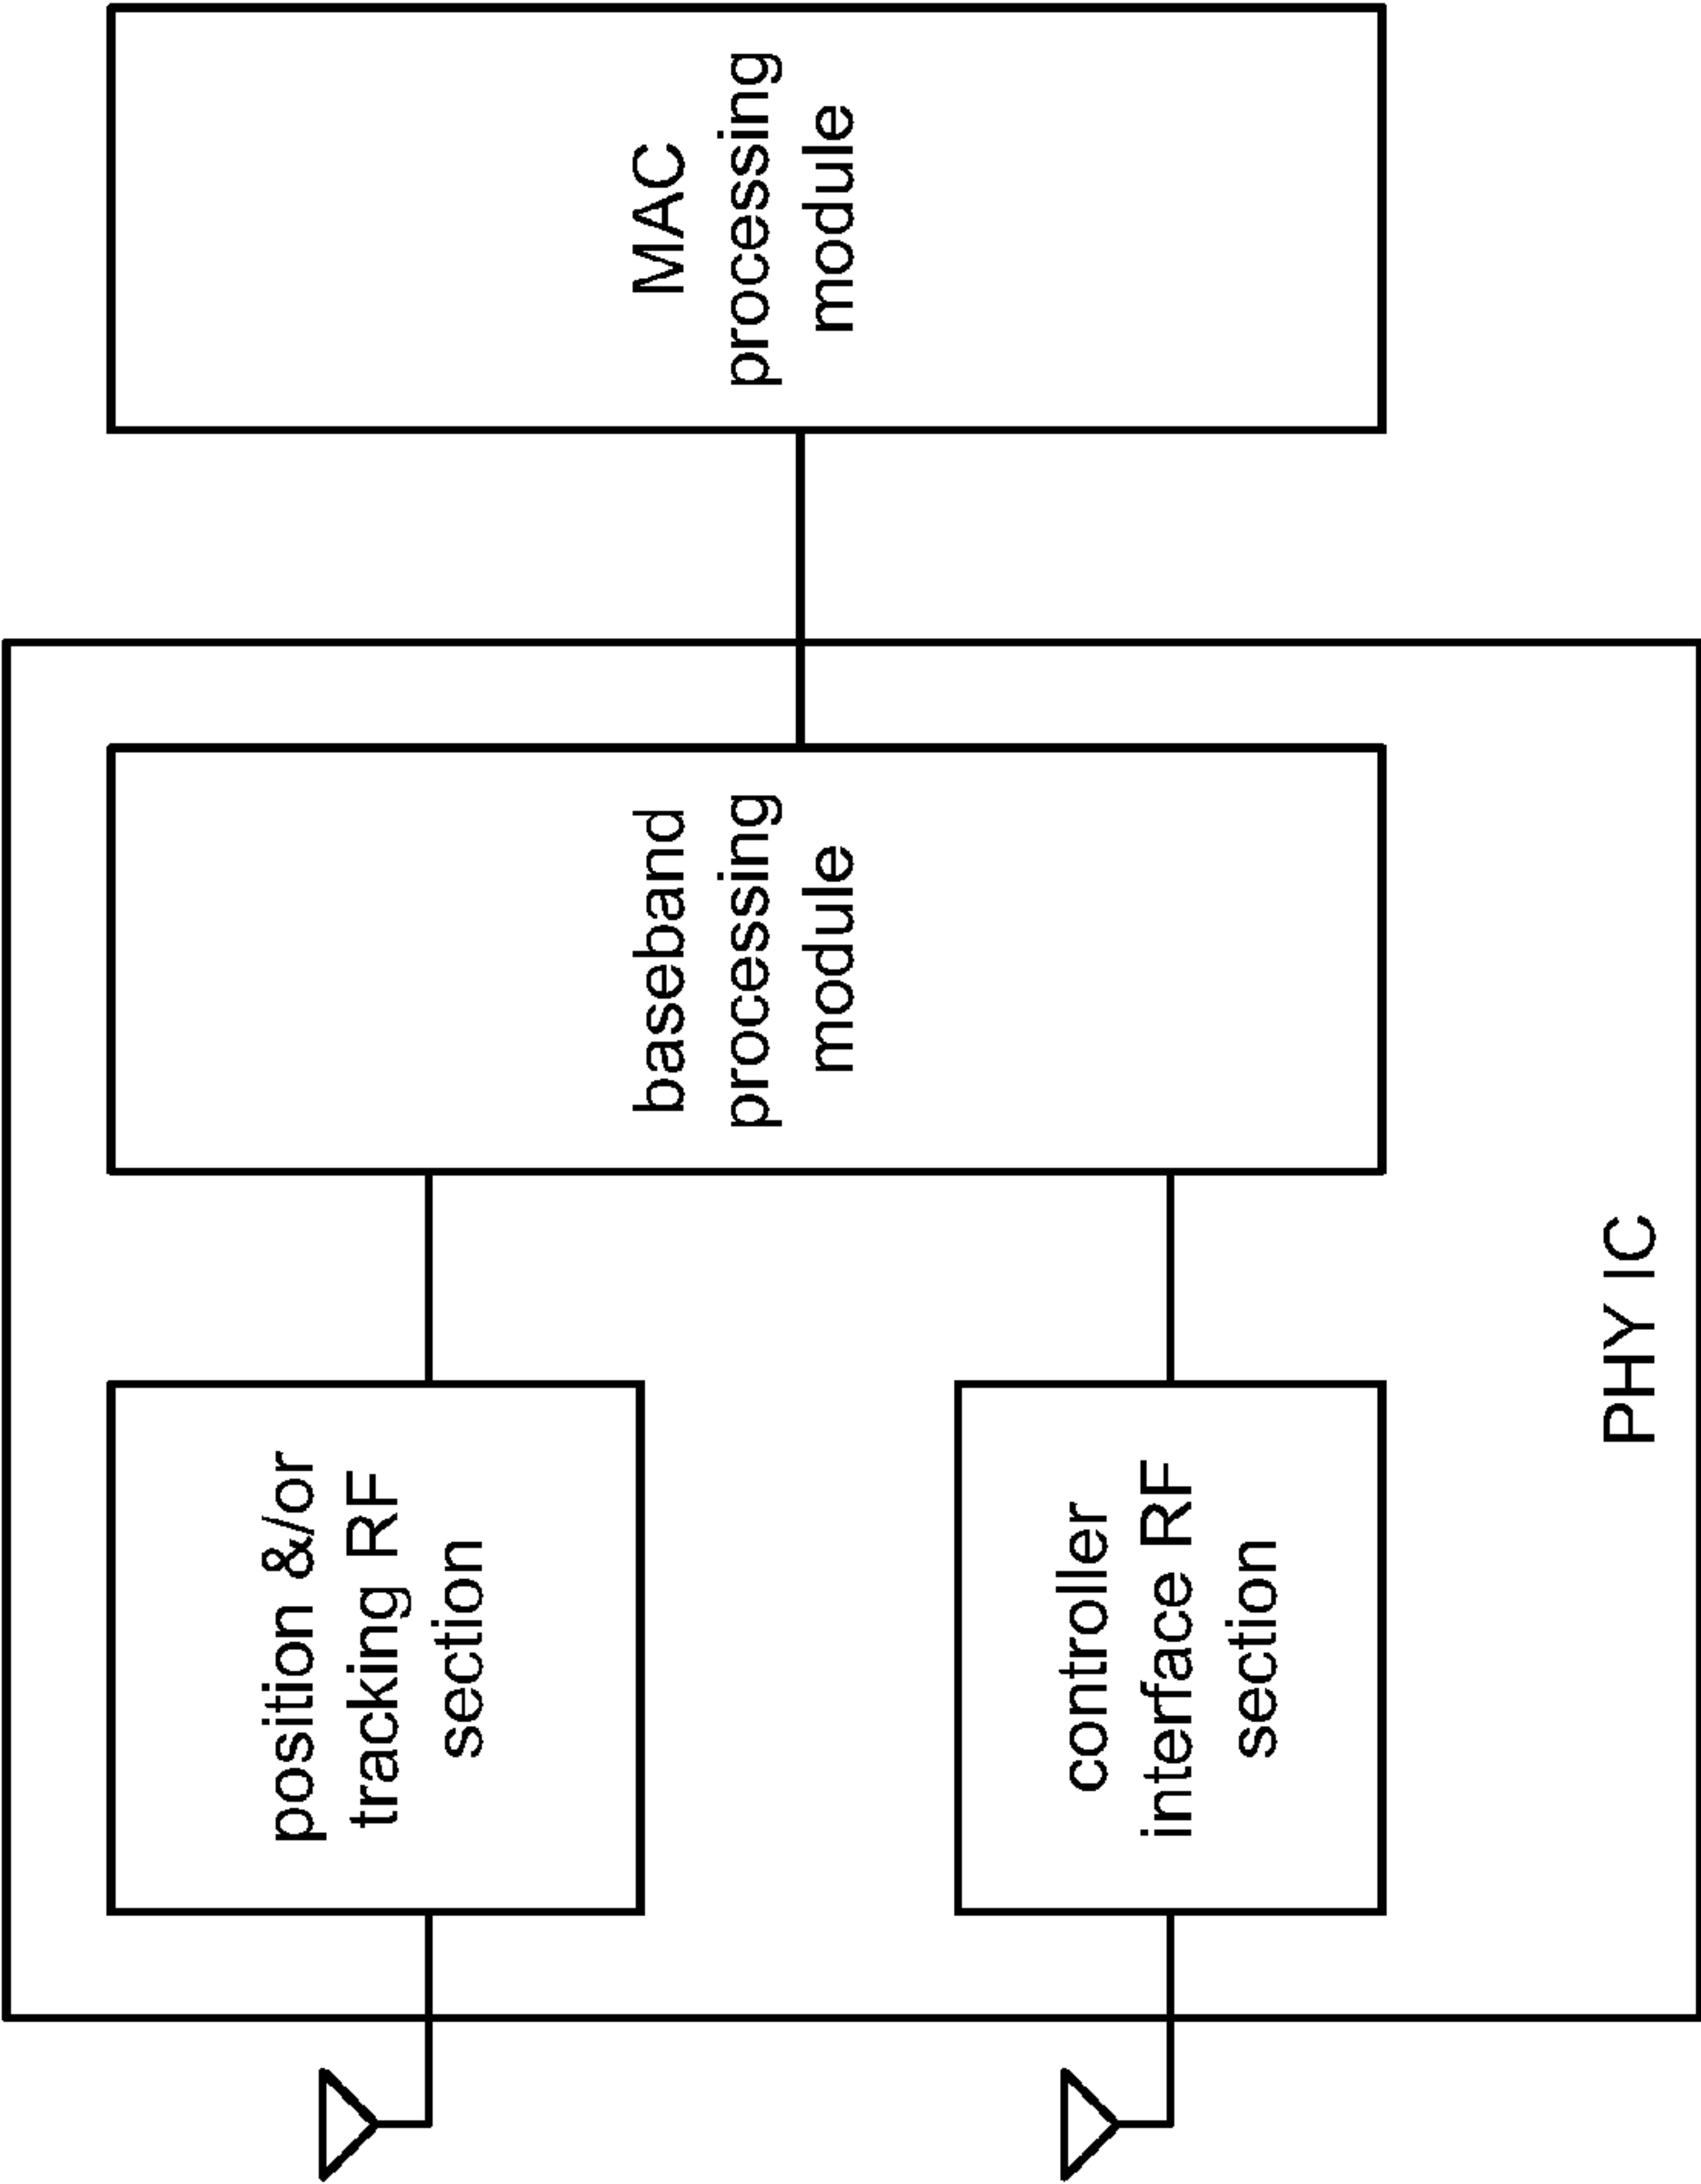 position &/or
tracking RF
section
controller
interface RF
section
baseband
processing
module
MAC
processing
module
PHY IC